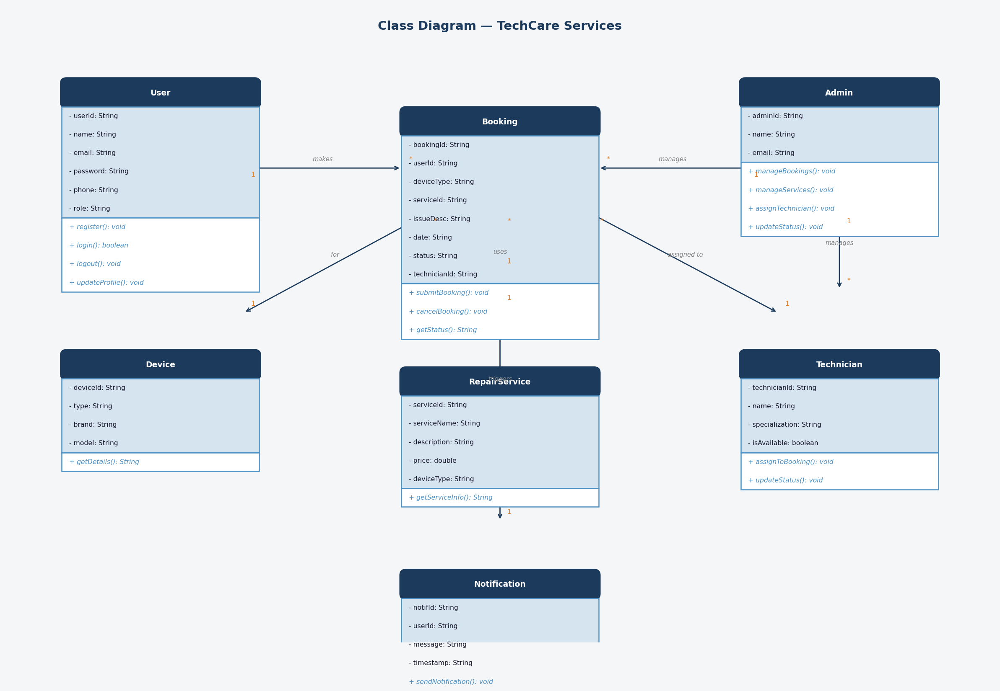 Class Diagram — TechCare Services
User
- userId: String
- name: String
- email: String
- password: String
- phone: String
- role: String
+ register(): void
+ login(): boolean
+ logout(): void
+ updateProfile(): void
makes
1
*
Booking
- bookingId: String
- userId: String
- deviceType: String
- serviceId: String
- issueDesc: String
- date: String
- status: String
- technicianId: String
+ submitBooking(): void
+ cancelBooking(): void
+ getStatus(): String
*
manages
1
Admin
- adminId: String
- name: String
- email: String
+ manageBookings(): void
+ manageServices(): void
+ assignTechnician(): void
+ updateStatus(): void
1
manages
*
*
for
1
*
uses
1
1
*
assigned to
1
Device
- deviceId: String
- type: String
- brand: String
- model: String
+ getDetails(): String
triggers
RepairService
- serviceId: String
- serviceName: String
- description: String
- price: double
- deviceType: String
+ getServiceInfo(): String
1
Technician
- technicianId: String
- name: String
- specialization: String
- isAvailable: boolean
+ assignToBooking(): void
+ updateStatus(): void
Notification
- notifId: String
- userId: String
- message: String
- timestamp: String
+ sendNotification(): void